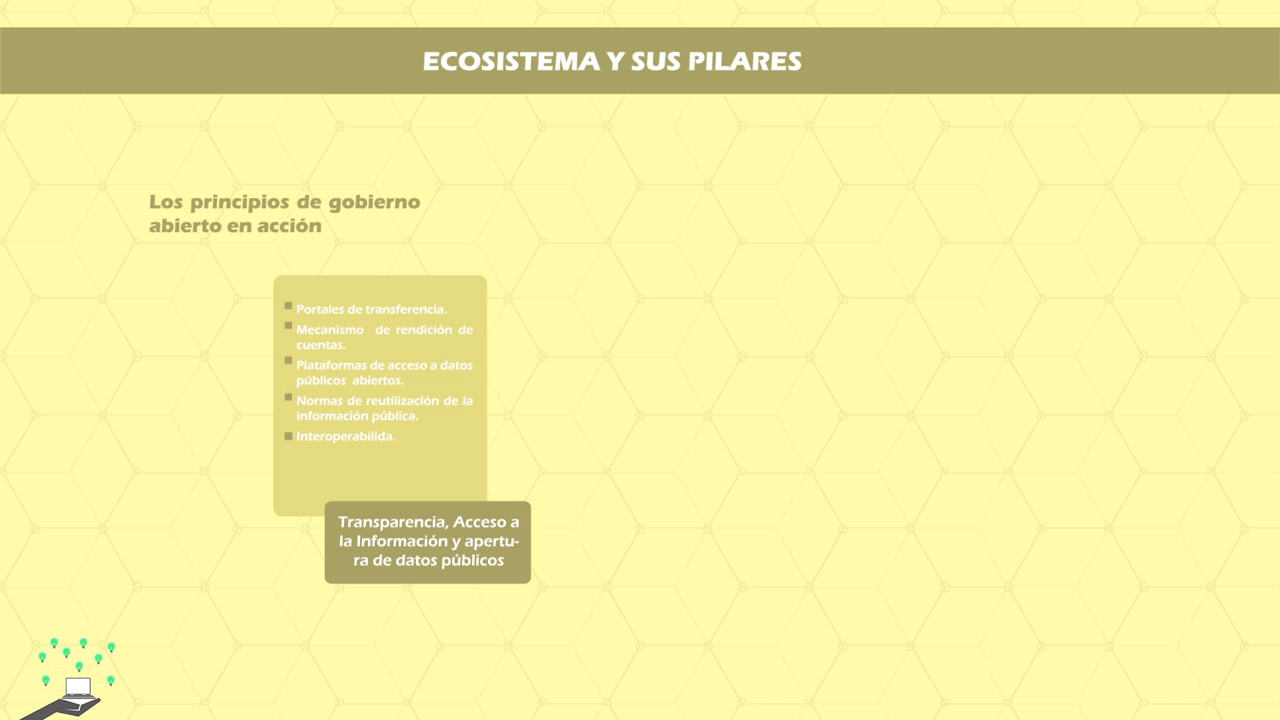 ECOSISTEMA Y SUS PILARES
Los principios de gobierno
abierto en acción
Portales de transferencia.
Mecanismo de rendición de
cuentas.
Plataformas de acceso a datos
públicos abiertos.
Normas de reutilización de la
información pública.
Interoperabilida.
Transparencia, Acceso a
la Información y apertu-
ra de datos públicos